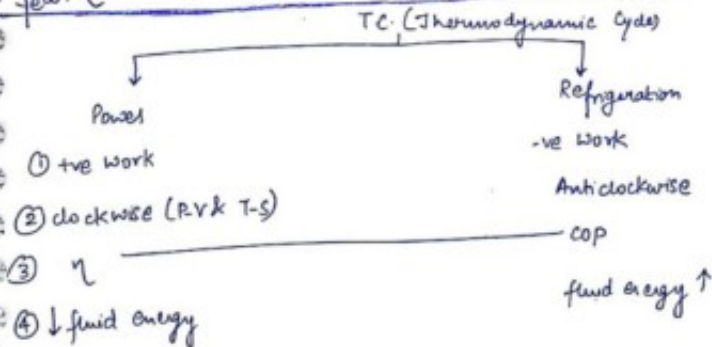 TC. (Thermodynamic Cycle)
Power
Refrigeration
① +ve work
-ve work
② clockwise (P-V & T-S)
Anticlockwise
③ η
COP
④ ↓ fluid energy
fluid energy ↑